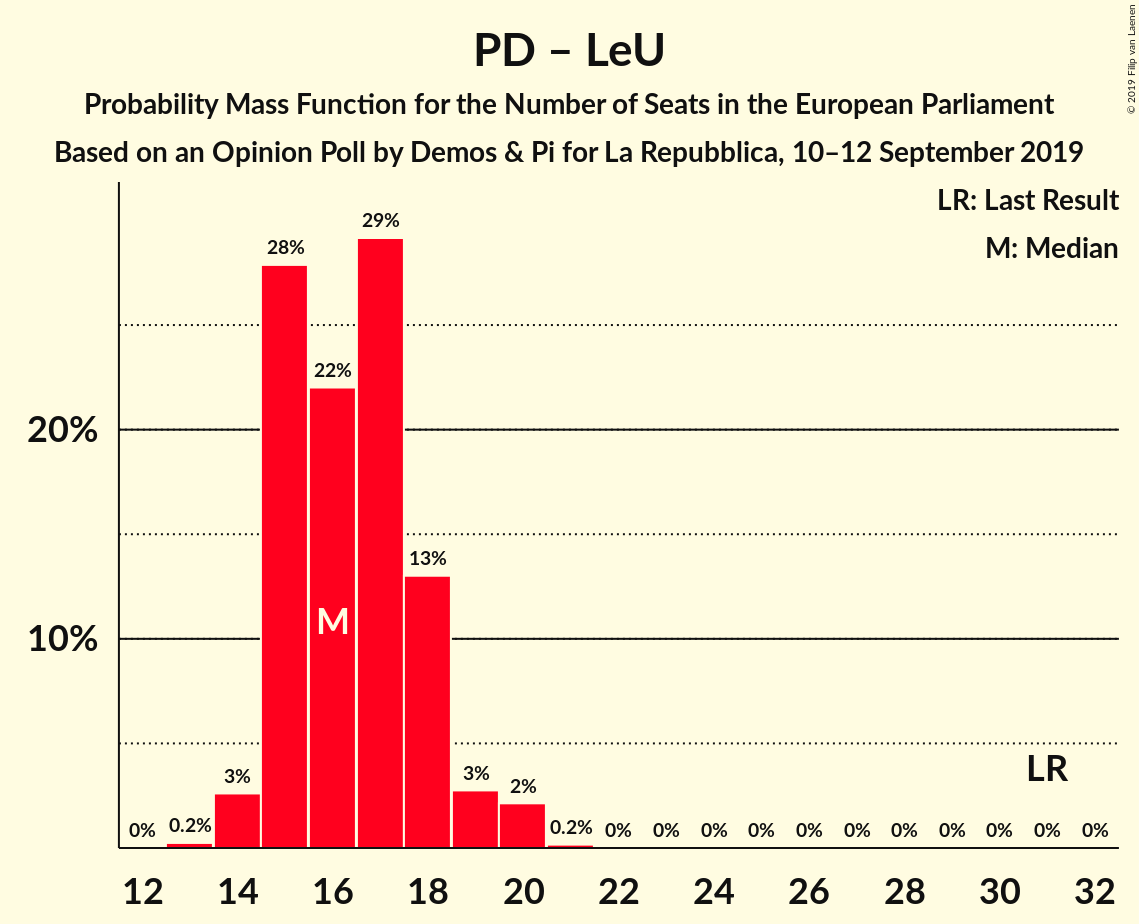 PD – LeU
Probability Mass Function for the Number of Seats in the European Parliament
Based on an Opinion Poll by Demos & Pi for La Repubblica, 10–12 September 2019
© 2019 Filip van Laenen
LR: Last Result
M: Median
29%
28%
22%
20%
13%
M
10%
LR
3%
3%
2%
0% 0.2% 0.2% 0% 0% 0% 0% 0% 0% 0% 0% 0% 0% 0%
12 14 16 18 20 22 24 26 28 30 32